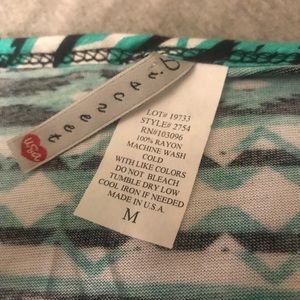 USA
LOT# 19733
STYLE# 2754
RN#103096
100% RAYON
MACHINE WASH
COLD
WITH LIKE COLORS
DO NOT BLEACH
TUMBLE DRY LOW
COOL IRON IF NEEDED
MADE IN U.S.A.
M